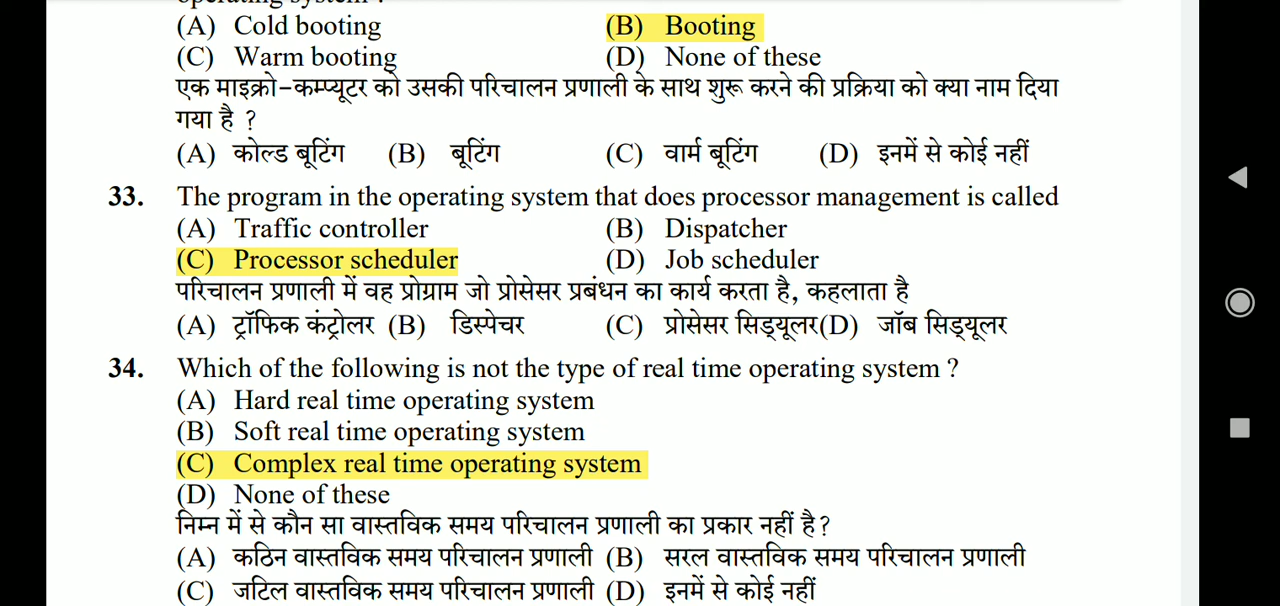 operating system ?
(A) Cold booting (B) Booting
(C) Warm booting (D) None of these
एक माइक्रो-कम्प्यूटर को उसकी परिचालन प्रणाली के साथ शुरू करने की प्रक्रिया को क्या नाम दिया
गया है ?
(A) कोल्ड बूटिंग (B) बूटिंग (C) वार्म बूटिंग (D) इनमें से कोई नहीं
33. The program in the operating system that does processor management is called
(A) Traffic controller (B) Dispatcher
(C) Processor scheduler (D) Job scheduler
परिचालन प्रणाली में वह प्रोग्राम जो प्रोसेसर प्रबंधन का कार्य करता है, कहलाता है
(A) ट्रॉफिक कंट्रोलर (B) डिस्पेचर (C) प्रोसेसर सिड्यूलर(D) जॉब सिड्यूलर
34. Which of the following is not the type of real time operating system ?
(A) Hard real time operating system
(B) Soft real time operating system
(C) Complex real time operating system
(D) None of these
निम्न में से कौन सा वास्तविक समय परिचालन प्रणाली का प्रकार नहीं है?
(A) कठिन वास्तविक समय परिचालन प्रणाली (B) सरल वास्तविक समय परिचालन प्रणाली
(C) जटिल वास्तविक समय परिचालन प्रणाली (D) इनमें से कोई नहीं